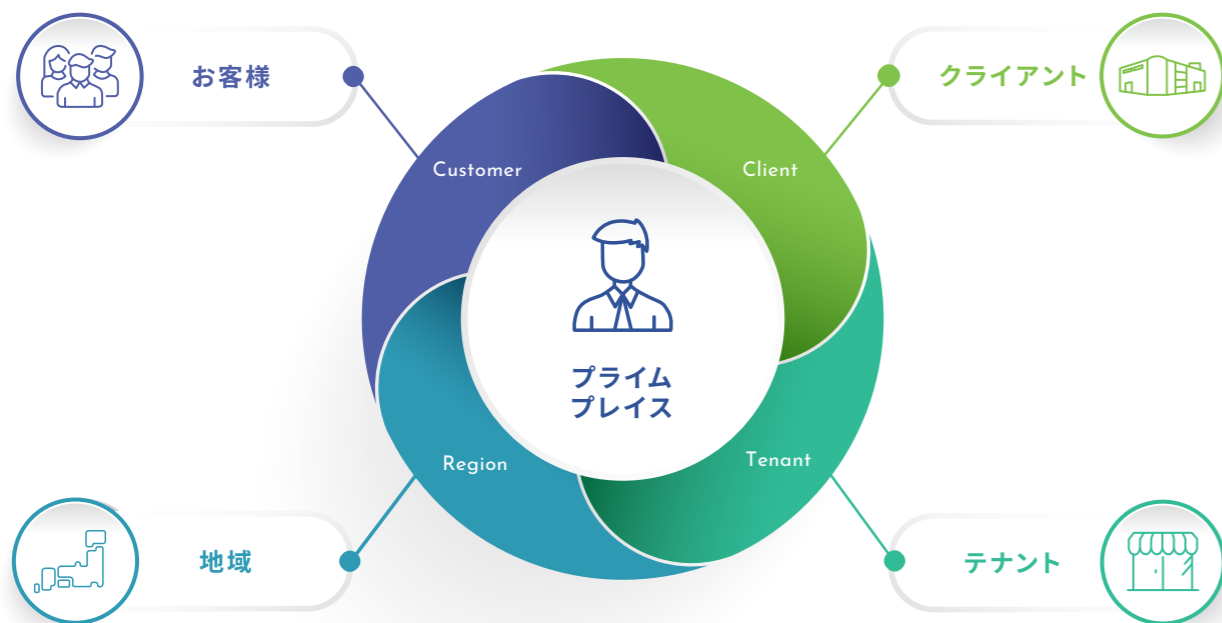 お客様
クライアント
Customer
Client
プライム
プレイス
Region
Tenant
地域
テナント